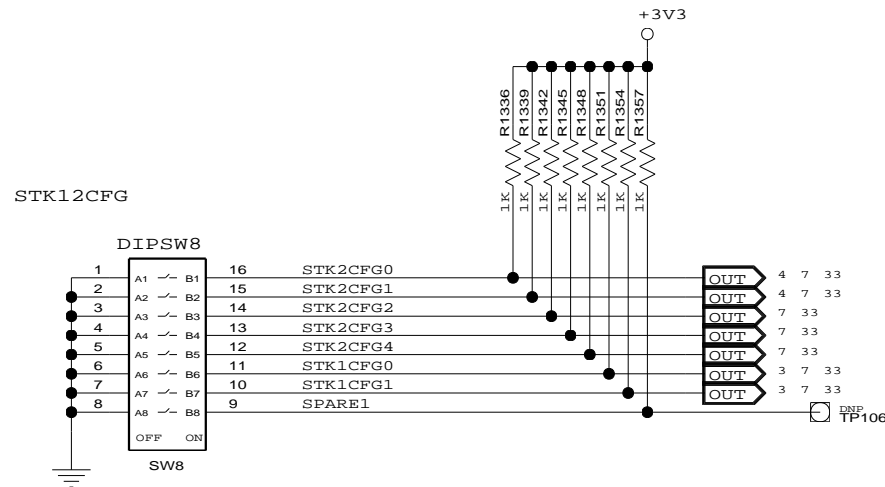 +3V3
R1336
R1339
R1342
R1345
R1348
R1351
R1354
R1357
1K
1K
1K
1K
1K
1K
1K
1K
STK12CFG
DIPSW8
1 A1 B1 16 STK2CFG0 OUT 4 7 33
2 A2 B2 15 STK2CFG1 OUT 4 7 33
3 A3 B3 14 STK2CFG2 OUT 7 33
4 A4 B4 13 STK2CFG3 OUT 7 33
5 A5 B5 12 STK2CFG4 OUT 7 33
6 A6 B6 11 STK1CFG0 OUT 3 7 33
7 A7 B7 10 STK1CFG1 OUT 3 7 33
8 A8 B8 9 SPARE1 DNP
TP106
OFF ON
SW8